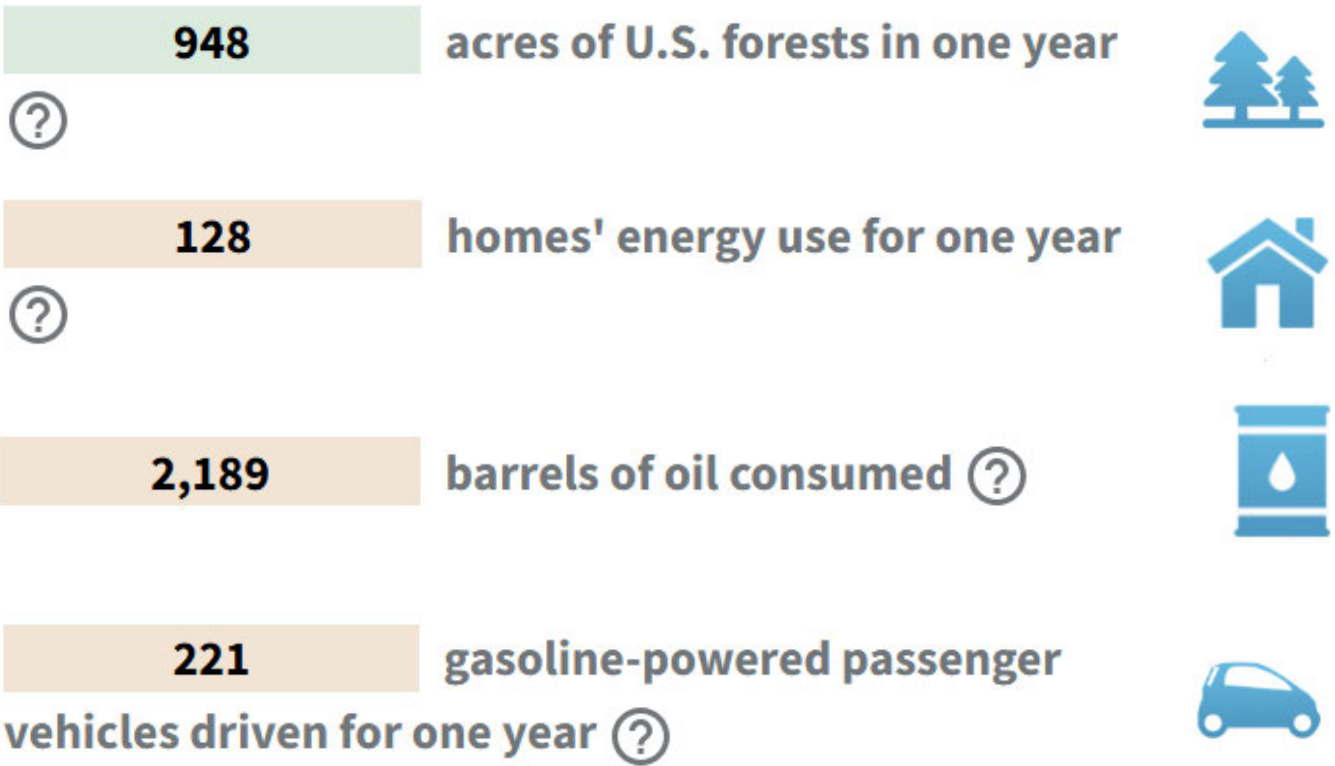 948 acres of U.S. forests in one year
?
128 homes' energy use for one year
?
2,189 barrels of oil consumed ?
221 gasoline-powered passenger
vehicles driven for one year ?